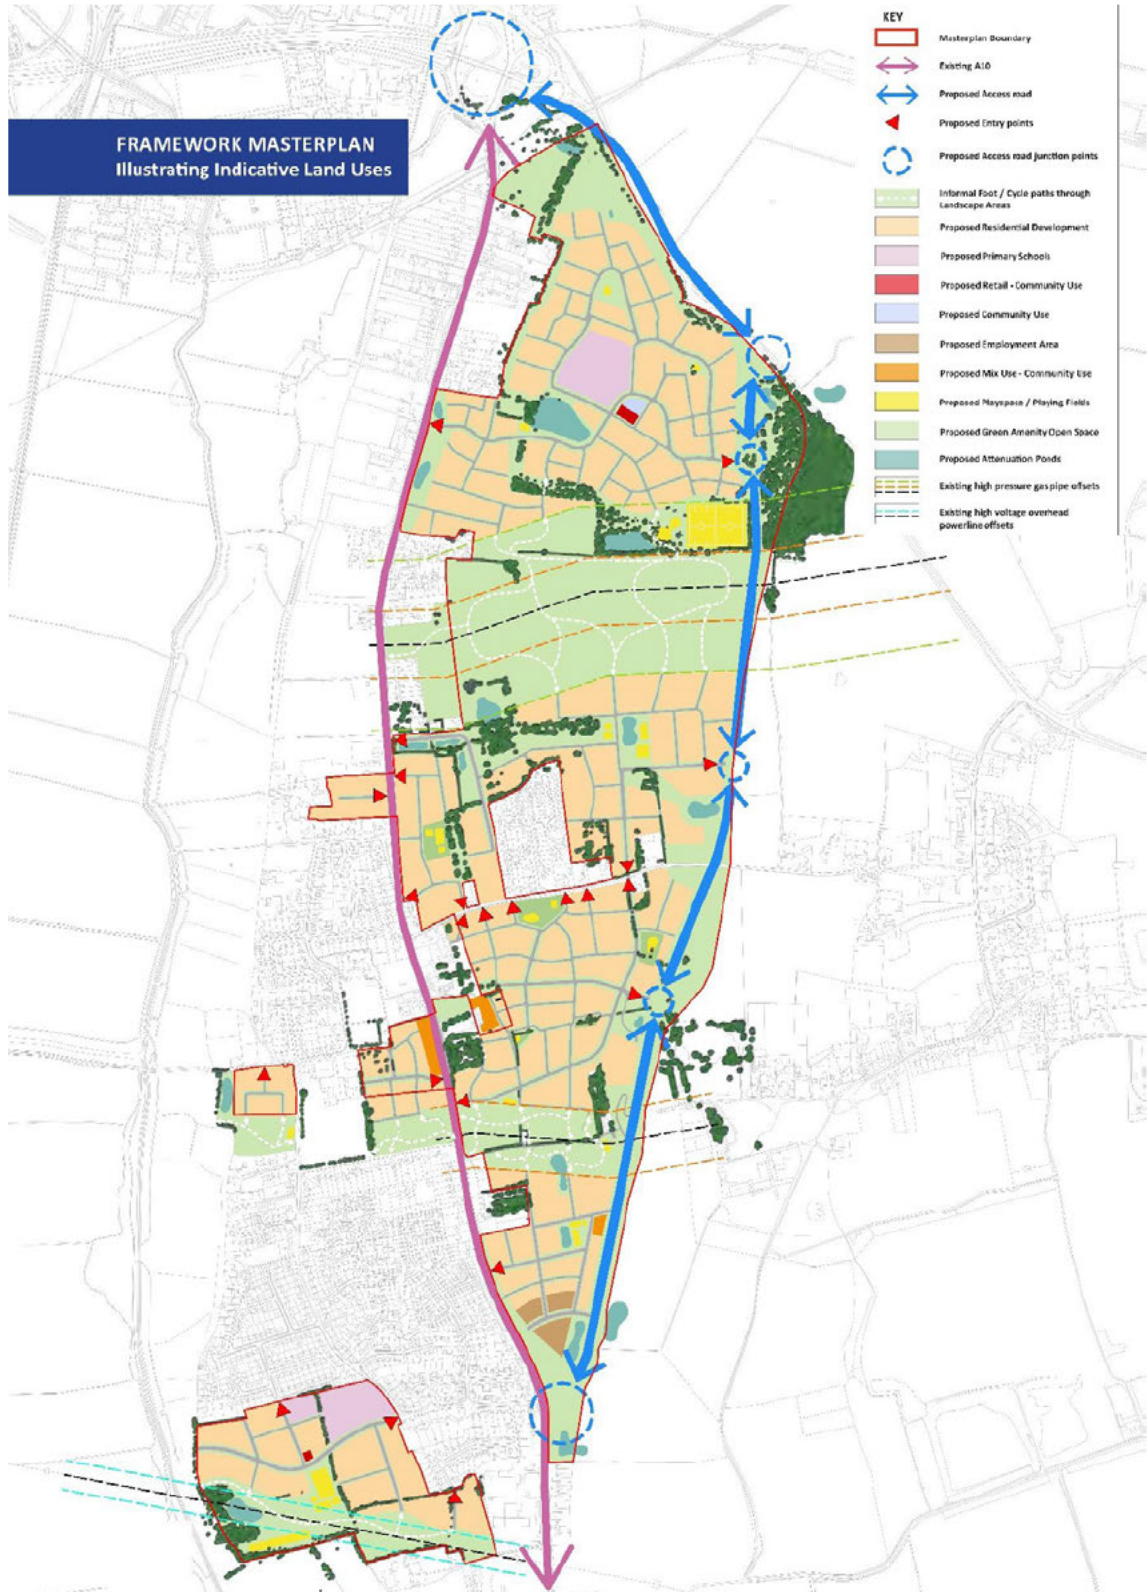 FRAMEWORK MASTERPLAN
Illustrating Indicative Land Uses
KEY
Masterplan Boundary
Existing A10
Proposed Access road
Proposed Entry points
Proposed Access road junction points
Informal Foot / Cycle paths through
Landscape Areas
Proposed Residential Development
Proposed Primary Schools
Proposed Retail - Community Use
Proposed Community Use
Proposed Employment Area
Proposed Mix Use - Community Use
Proposed Playspace / Playing Fields
Proposed Green Amenity Open Space
Proposed Attenuation Ponds
Existing high pressure gas pipe offsets
Existing high voltage overhead
powerline offsets